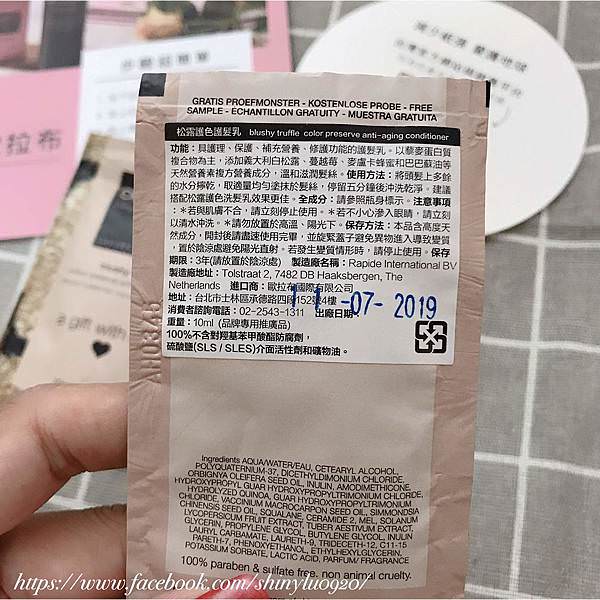 GRATIS PROEFMONSTER - KOSTENLOSE PROBE - FREE
SAMPLE - ÉCHANTILLON GRATUITY - MUESTRA GRATUITA
松露護色護髮乳 blushy truffle color preserve anti-aging conditioner
功能：具護理、保護、補充營養、修護功能的護髮乳。以藜麥蛋白質
複合物為主，添加義大利白松露、蔓越莓、麥盧卡蜂蜜和巴巴蘇油等
天然營養素複方營養成分，溫和滋潤髮絲。使用方法：將頭髮上多餘
的水分擰乾，取適量均勻塗抹於髮絲，停留五分鐘後沖洗乾淨。建議
搭配松露護色洗髮乳效果更佳。全成分：請參照瓶身標示。注意事項
：＊若與肌膚不合，請立刻停止使用。＊若不小心滲入眼睛，請立刻
以清水沖洗。＊請勿放置於高溫、陽光下。保存方法：本品含高度天
然成分，開封後請盡速使用完畢，並旋緊蓋子避免異物進入導致變質
，置於陰涼處避免陽光直射。若發生變質情形時，請停止使用。保存
期限：3年(請放置於陰涼處) 製造廠名稱：Rapide International BV
製造廠地址：Tolstraat 2, 7482 DB Haaksbergen, The
Netherlands 進口商：歐拉布國際有限公司
地址：台北市士林區承德路四段152號4樓
消費者諮詢電話：02-2543-1311 出廠日期：
-07- 2019
重量：10ml (品牌專用推廣品)
100%不含對羥基苯甲酸酯防腐劑，
硫酸鹽(SLS / SLES)介面活性劑和礦物油。
Ingredients AQUA/WATER/EAU, CETEARYL ALCOHOL,
POLYQUATERNIUM-37, DICETYLDIMONIUM CHLORIDE,
ORBIGNYA OLEIFERA SEED OIL, INULIN, AMODIMETHICONE,
HYDROXYPROPYL GUAR HYDROXYPROPYLTRIMONIUM CHLORIDE,
HYDROLYZED QUINOA, GUAR HYDROXYPROPYLTRIMONIUM
CHLORIDE, VACCINIUM MACROCARPON SEED OIL, SIMMONDSIA
CHINENSIS SEED OIL, SQUALANE, CERAMIDE 2, MEL, SOLANUM
LYCOPERSICUM FRUIT EXTRACT, TUBER AESTIVUM EXTRACT,
GLYCERIN, PROPYLENE GLYCOL, BUTYLENE GLYCOL, INULIN
LAURYL CARBAMATE, LAURETH-9, TRIDECETH-12, C11-15
PARETH-7, PHENOXYETHANOL, ETHYLHEXYLGLYCERIN,
POTASSIUM SORBATE, LACTIC ACID, PARFUM/ FRAGRANCE
100% paraben & sulfate free. non animal cruelty.
拉布
a gift with
減少紙張 愛護地球
https://www.facebook.com/shinyluo920/